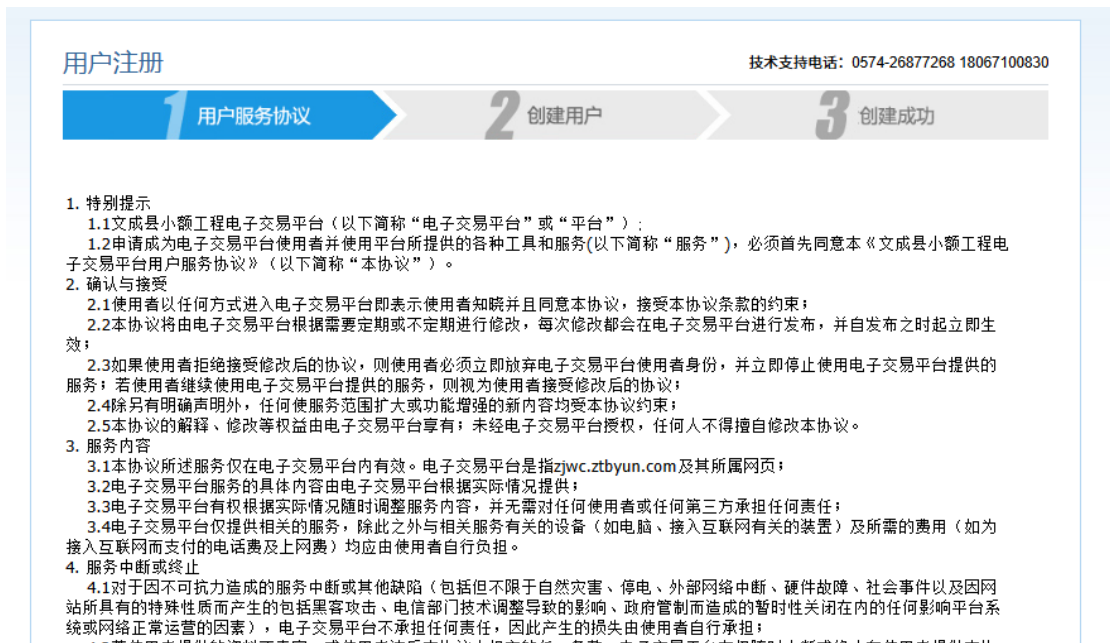 用户注册
技术支持电话：0574-26877268 18067100830
1 用户服务协议
2 创建用户
3 创建成功
1. 特别提示
1.1文成县小额工程电子交易平台（以下简称“电子交易平台”或“平台”）；
1.2申请成为电子交易平台使用者并使用平台所提供的各种工具和服务(以下简称“服务”)，必须首先同意本《文成县小额工程电
子交易平台用户服务协议》（以下简称“本协议”）。
2. 确认与接受
2.1使用者以任何方式进入电子交易平台即表示使用者知晓并且同意本协议，接受本协议条款的约束；
2.2本协议将由电子交易平台根据需要定期或不定期进行修改，每次修改都会在电子交易平台进行发布，并自发布之时起立即生
效；
2.3如果使用者拒绝接受修改后的协议，则使用者必须立即放弃电子交易平台使用者身份，并立即停止使用电子交易平台提供的
服务；若使用者继续使用电子交易平台提供的服务，则视为使用者接受修改后的协议；
2.4除另有明确声明外，任何使服务范围扩大或功能增强的新内容均受本协议约束；
2.5本协议的解释、修改等权益由电子交易平台享有；未经电子交易平台授权，任何人不得擅自修改本协议。
3. 服务内容
3.1本协议所述服务仅在电子交易平台内有效。电子交易平台是指zjwc.ztbyun.com及其所属网页；
3.2电子交易平台服务的具体内容由电子交易平台根据实际情况提供；
3.3电子交易平台有权根据实际情况随时调整服务内容，并无需对任何使用者或任何第三方承担任何责任；
3.4电子交易平台仅提供相关的服务，除此之外与相关服务有关的设备（如电脑、接入互联网有关的装置）及所需的费用（如为
接入互联网而支付的电话费及上网费）均应由使用者自行负担。
4. 服务中断或终止
4.1对于因不可抗力造成的服务中断或其他缺陷（包括但不限于自然灾害、停电、外部网络中断、硬件故障、社会事件以及因网
站所具有的特殊性质而产生的包括黑客攻击、电信部门技术调整导致的影响、政府管制而造成的暂时性关闭在内的任何影响平台系
统或网络正常运营的因素），电子交易平台不承担任何责任，因此产生的损失由使用者自行承担；